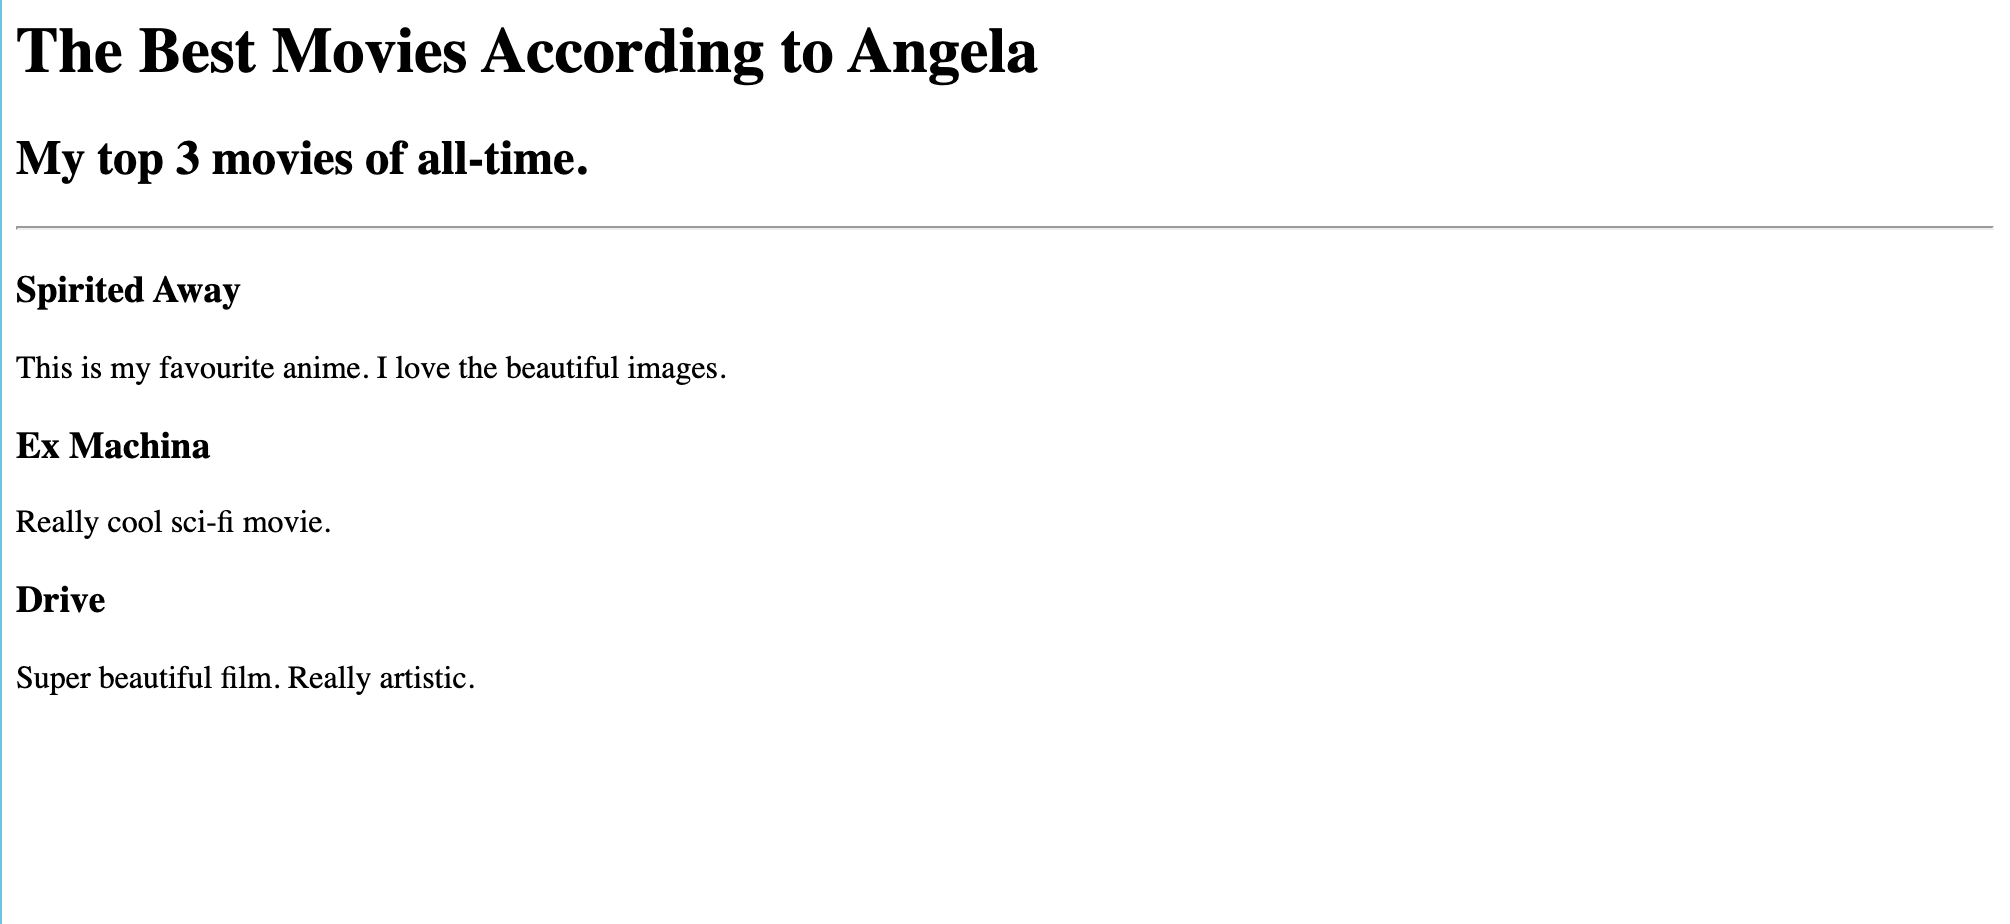 The Best Movies According to Angela
My top 3 movies of all-time.
Spirited Away
This is my favourite anime. I love the beautiful images.
Ex Machina
Really cool sci-fi movie.
Drive
Super beautiful film. Really artistic.